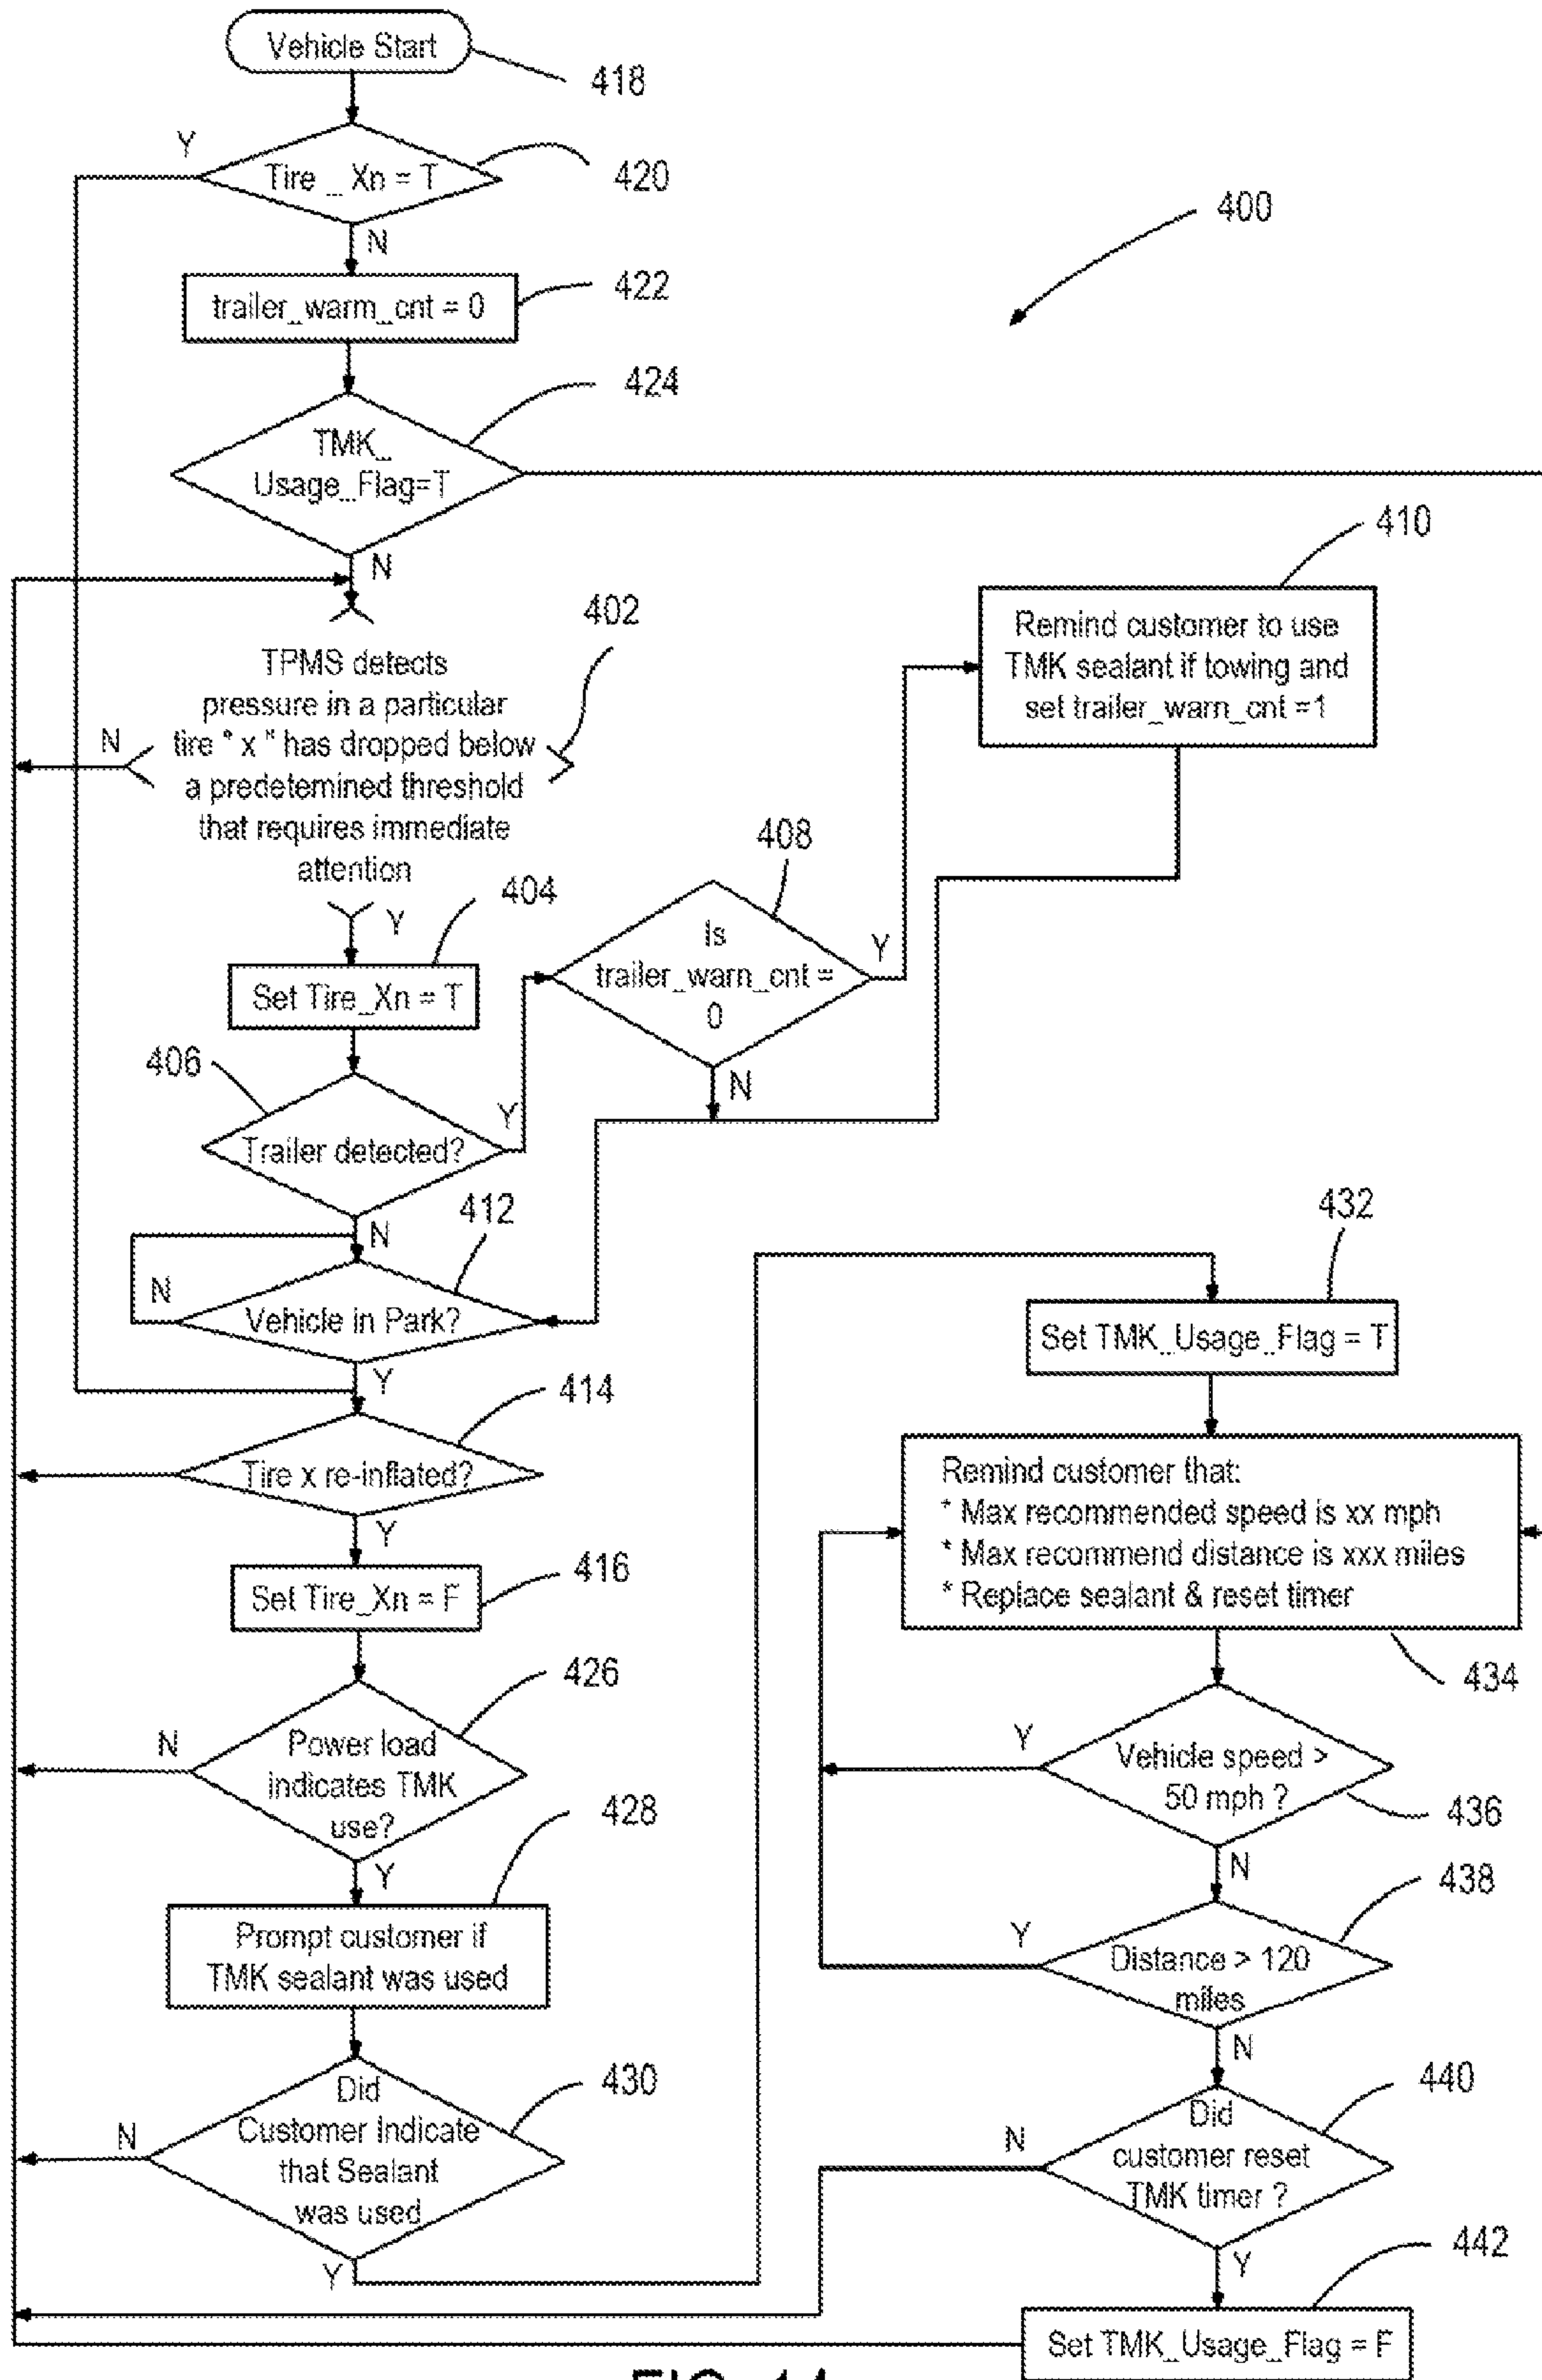 Vehicle Start
418
Y
Tire _ Xn = T
420
N
400
trailer_warm_cnt = 0
422
424
TMK_
Usage_Flag=T
N
410
Remind customer to use
TMK sealant if towing and
set trailer_warn_cnt =1
402
TPMS detects
pressure in a particular
tire " x " has dropped below
a predetemined threshold
that requires immediate
attention
N
Y
404
Set Tire_Xn = T
408
Is
trailer_warn_cnt =
0
Y
N
406
Trailer detected?
Y
N
412
Vehicle in Park?
N
Y
414
Tire x re-inflated?
Y
416
Set Tire_Xn = F
426
Power load
indicates TMK
use?
N
Y
428
Prompt customer if
TMK sealant was used
430
Did
Customer Indicate
that Sealant
was used
N
Y
432
Set TMK_Usage_Flag = T
Remind customer that:
* Max recommended speed is xx mph
* Max recommend distance is xxx miles
* Replace sealant & reset timer
434
Y
Vehicle speed >
50 mph ?
436
N
438
Y
Distance > 120
miles
N
440
Did
customer reset
TMK timer ?
N
Y
442
Set TMK_Usage_Flag = F